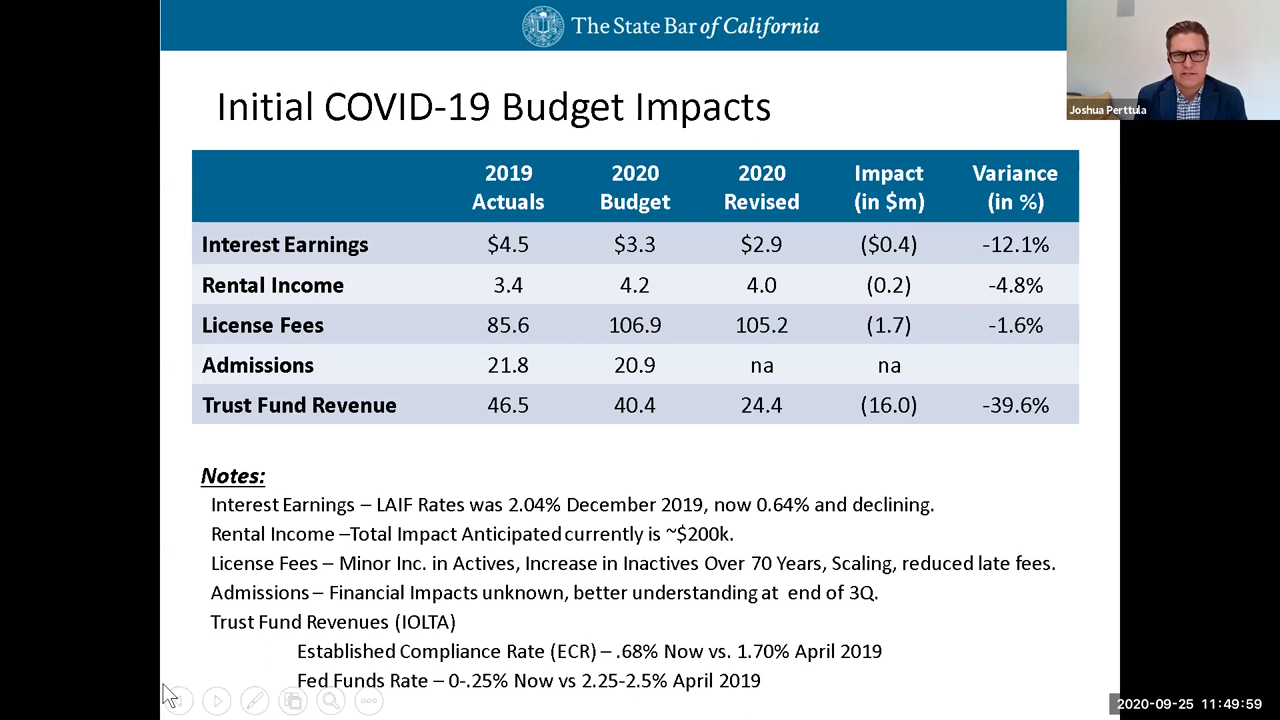 The State Bar of California
Joshua Perttula
Initial COVID-19 Budget Impacts
2019 Actuals 2020 Budget 2020 Revised Impact (in $m) Variance (in %)
Interest Earnings $4.5 $3.3 $2.9 ($0.4) -12.1%
Rental Income 3.4 4.2 4.0 (0.2) -4.8%
License Fees 85.6 106.9 105.2 (1.7) -1.6%
Admissions 21.8 20.9 na na
Trust Fund Revenue 46.5 40.4 24.4 (16.0) -39.6%
Notes:
Interest Earnings – LAIF Rates was 2.04% December 2019, now 0.64% and declining.
Rental Income –Total Impact Anticipated currently is ~$200k.
License Fees – Minor Inc. in Actives, Increase in Inactives Over 70 Years, Scaling, reduced late fees.
Admissions – Financial Impacts unknown, better understanding at end of 3Q.
Trust Fund Revenues (IOLTA)
Established Compliance Rate (ECR) – .68% Now vs. 1.70% April 2019
Fed Funds Rate – 0-.25% Now vs 2.25-2.5% April 2019
2020-09-25 11:49:59